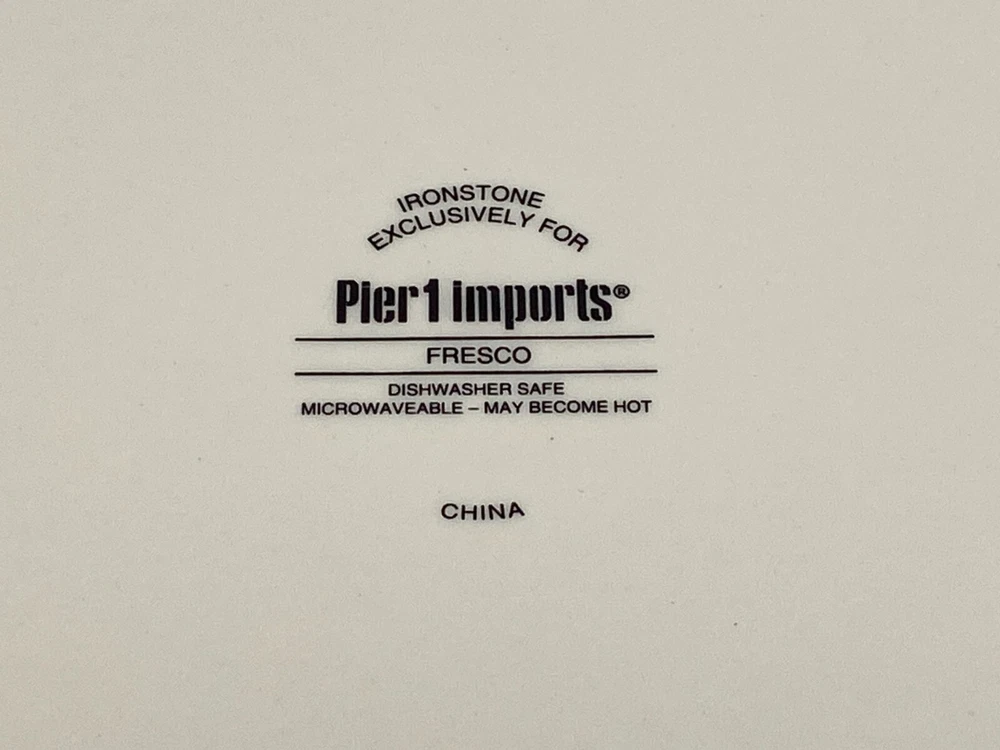 IRONSTONE
EXCLUSIVELY FOR
Pier 1 imports®
FRESCO
DISHWASHER SAFE
MICROWAVEABLE – MAY BECOME HOT
CHINA